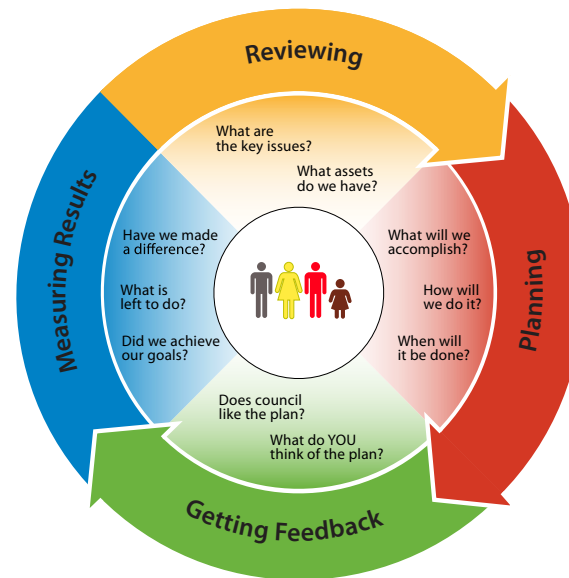 Reviewing
What are
the key issues?
What assets
do we have?
Planning
What will we
accomplish?
How will
we do it?
When will
it be done?
Getting Feedback
Does council
like the plan?
What do YOU
think of the plan?
Measuring Results
Have we made
a difference?
What is
left to do?
Did we achieve
our goals?